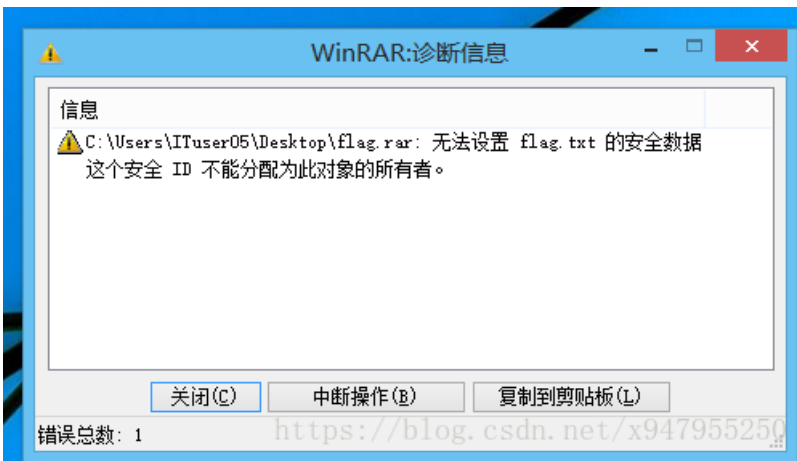 WinRAR:诊断信息
信息
C:\Users\ITuser05\Desktop\flag.rar: 无法设置 flag.txt 的安全数据
这个安全 ID 不能分配为此对象的所有者。
关闭(C) 中断操作(B) 复制到剪贴板(L)
错误总数: 1
https://blog.csdn.net/x947955250